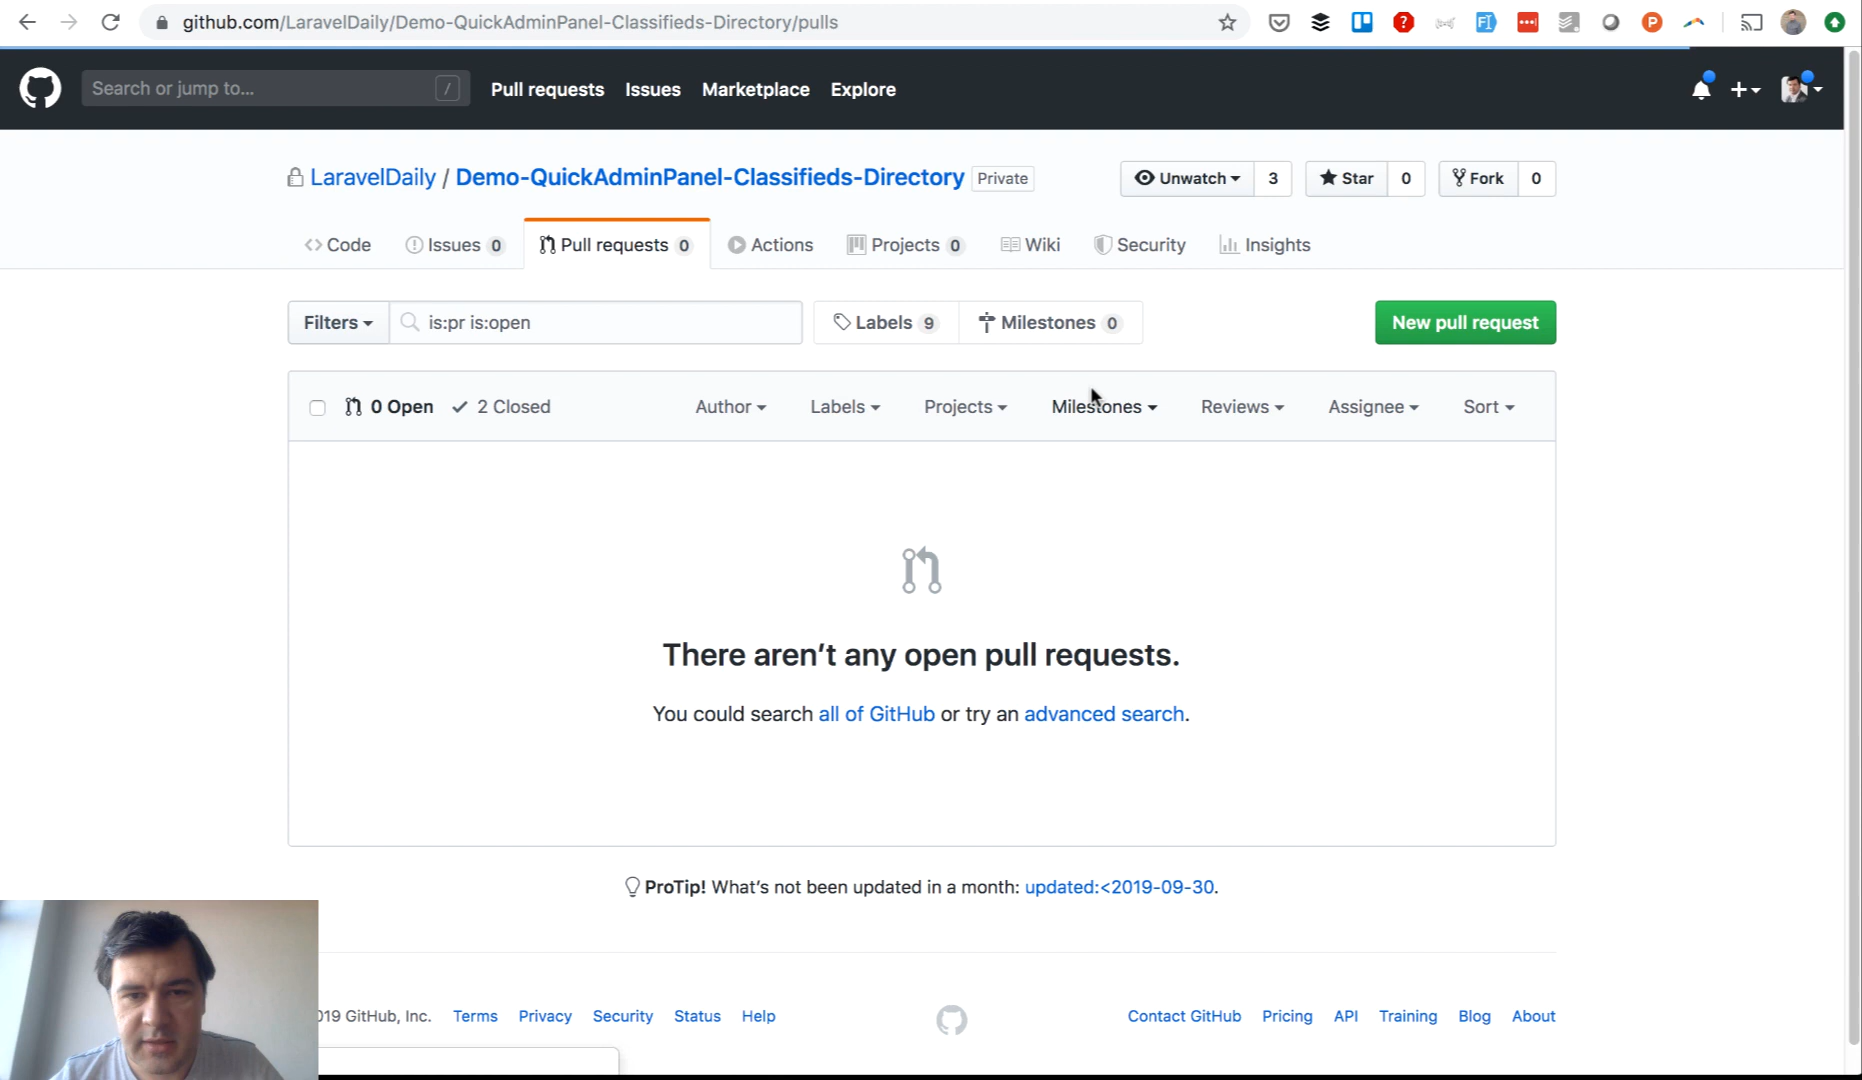 github.com/LaravelDaily/Demo-QuickAdminPanel-Classifieds-Directory/pulls
Search or jump to... /
Pull requests Issues Marketplace Explore
LaravelDaily / Demo-QuickAdminPanel-Classifieds-Directory Private
Unwatch 3 Star 0 Fork 0
Code Issues 0 Pull requests 0 Actions Projects 0 Wiki Security Insights
Filters is:pr is:open Labels 9 Milestones 0 New pull request
0 Open 2 Closed Author Labels Projects Milestones Reviews Assignee Sort
There aren’t any open pull requests.
You could search all of GitHub or try an advanced search.
ProTip! What’s not been updated in a month: updated:<2019-09-30.
019 GitHub, Inc. Terms Privacy Security Status Help Contact GitHub Pricing API Training Blog About